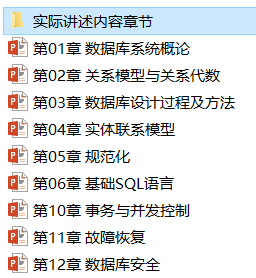 实际讲述内容章节
第01章 数据库系统概论
第02章 关系模型与关系代数
第03章 数据库设计过程及方法
第04章 实体联系模型
第05章 规范化
第06章 基础SQL语言
第10章 事务与并发控制
第11章 故障恢复
第12章 数据库安全